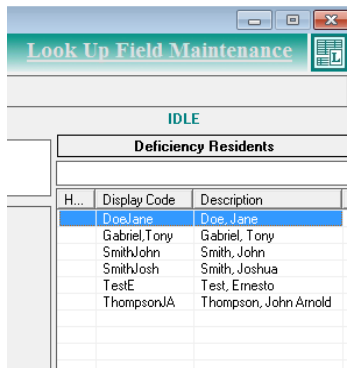 Look Up Field Maintenance
L
IDLE
Deficiency Residents
H... Display Code Description
DoeJane Doe, Jane
Gabriel,Tony Gabriel, Tony
SmithJohn Smith, John
SmithJosh Smith, Joshua
TestE Test, Ernesto
ThompsonJA Thompson, John Arnold